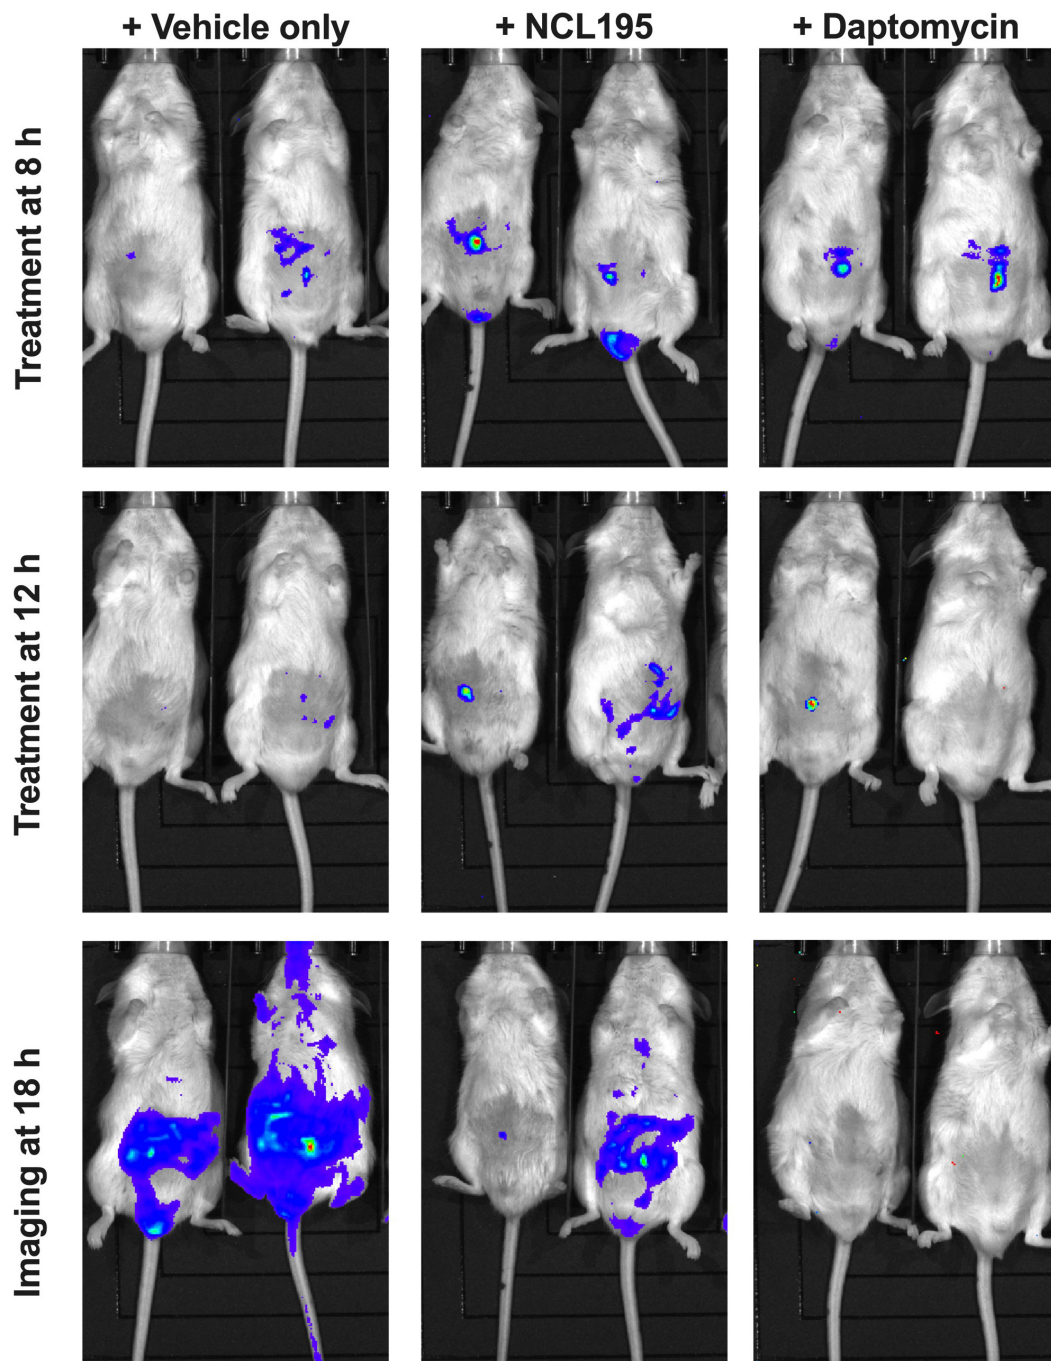 + Vehicle only
+ NCL195
+ Daptomycin
Treatment at 8 h
Treatment at 12 h
Imaging at 18 h